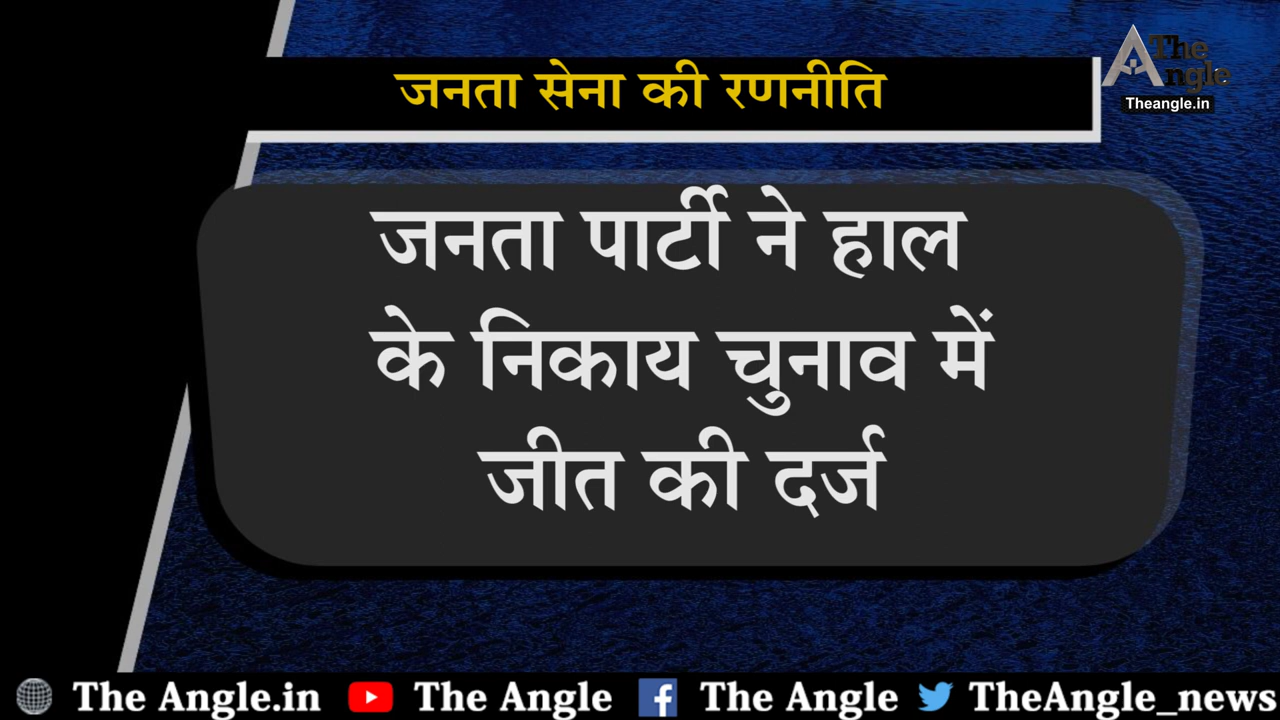 जनता सेना की रणनीति
The Angle
Theangle.in
जनता पार्टी ने हाल
के निकाय चुनाव में
जीत की दर्ज
The Angle.in The Angle The Angle TheAngle_news